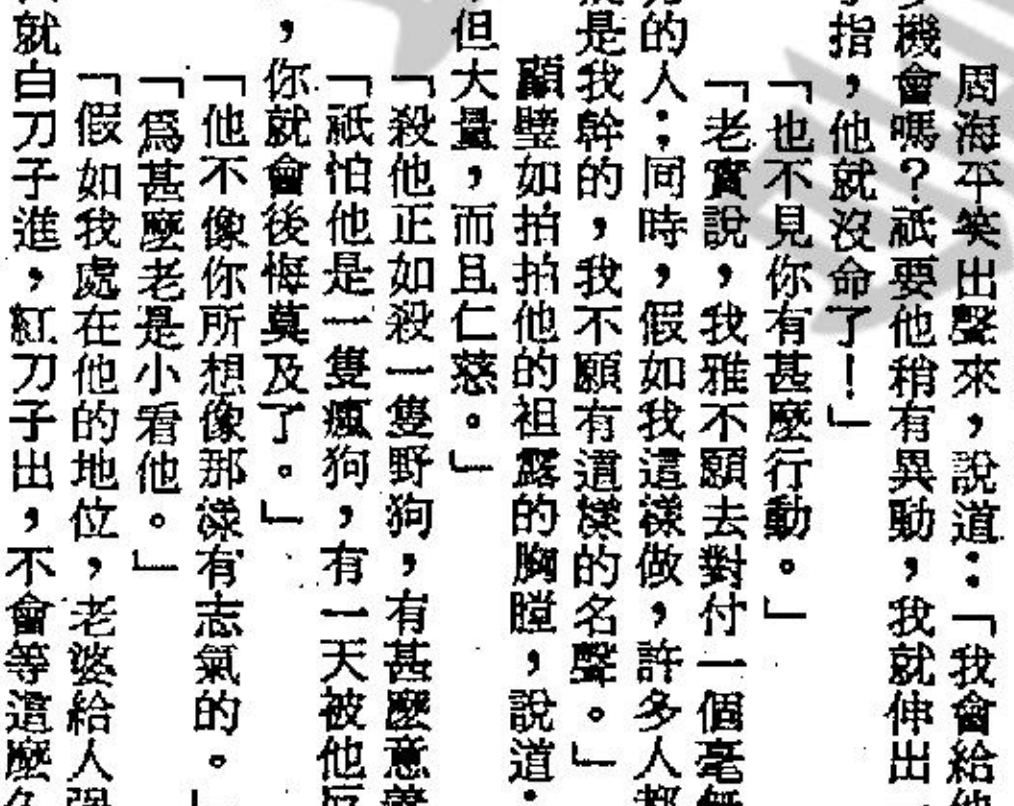 周海平笑出聲來，說道：「我會給他
機會嗎？祇要他稍有異動，我就伸出
指，他就沒命了！」
「也不見你有甚麼行動。」
「老實說，我雅不願去對付一個毫無
的人；同時，假如我這樣做，許多人都
是我幹的，我不願有這樣的名聲。」
顧璧如拍拍他的袒露的胸膛，說道：
但大量，而且仁慈。」
「殺他正如殺一隻野狗，有甚麼意義
「祇怕他是一隻瘋狗，有一天被他反
，你就會後悔莫及了。」
「他不像你所想像那樣有志氣的。」
「爲甚麼老是小看他。」
「假如我處在他的地位，老婆給人强
就白刀子進，紅刀子出，不會等這麼久